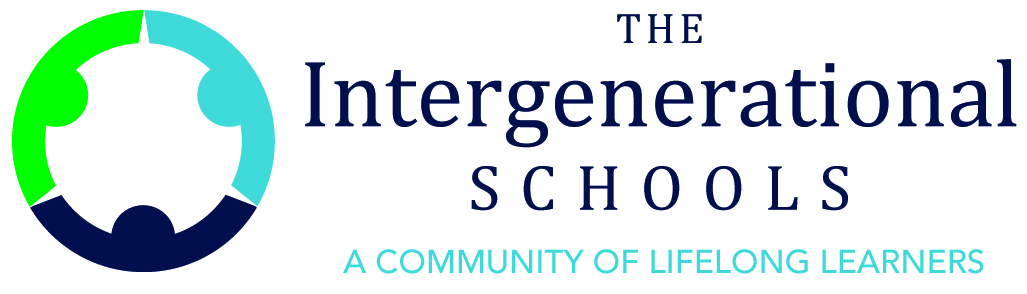 THE
Intergenerational
SCHOOLS
A COMMUNITY OF LIFELONG LEARNERS